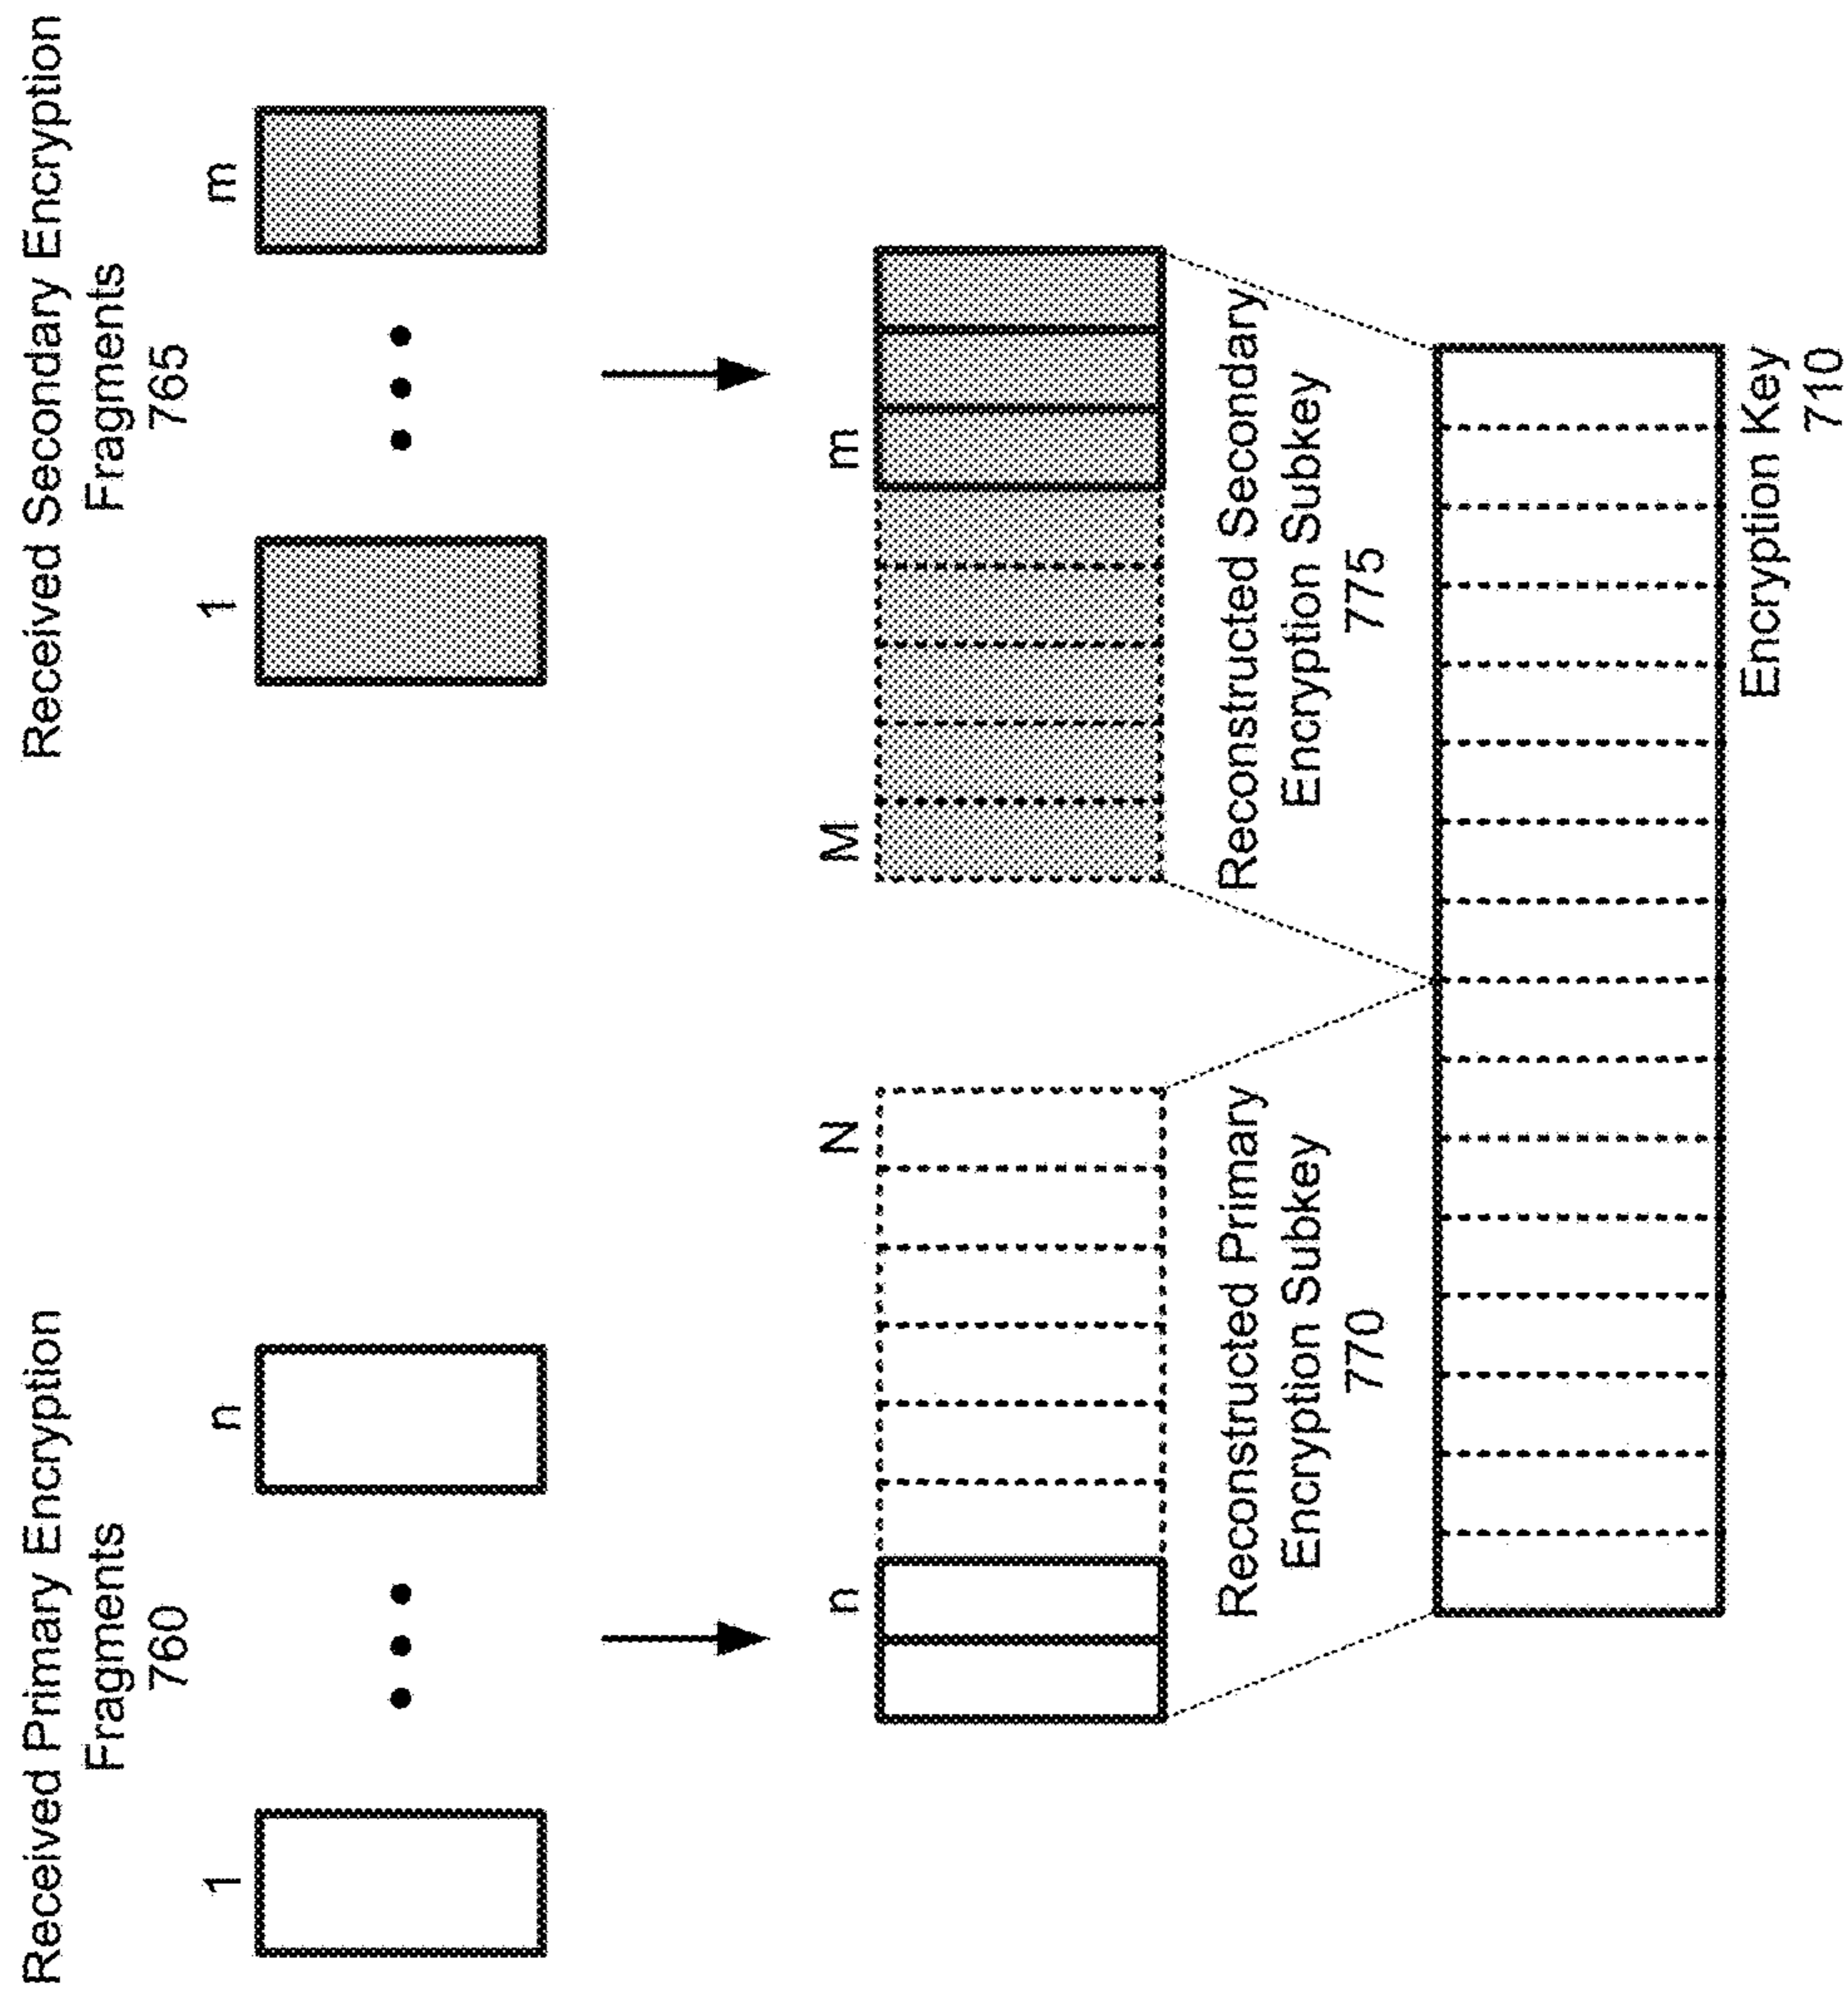 Received Primary Encryption
Fragments
760
1
n
Received Secondary Encryption
Fragments
765
1
m
n
N
Reconstructed Primary
Encryption Subkey
770
M
m
Reconstructed Secondary
Encryption Subkey
775
Encryption Key
710